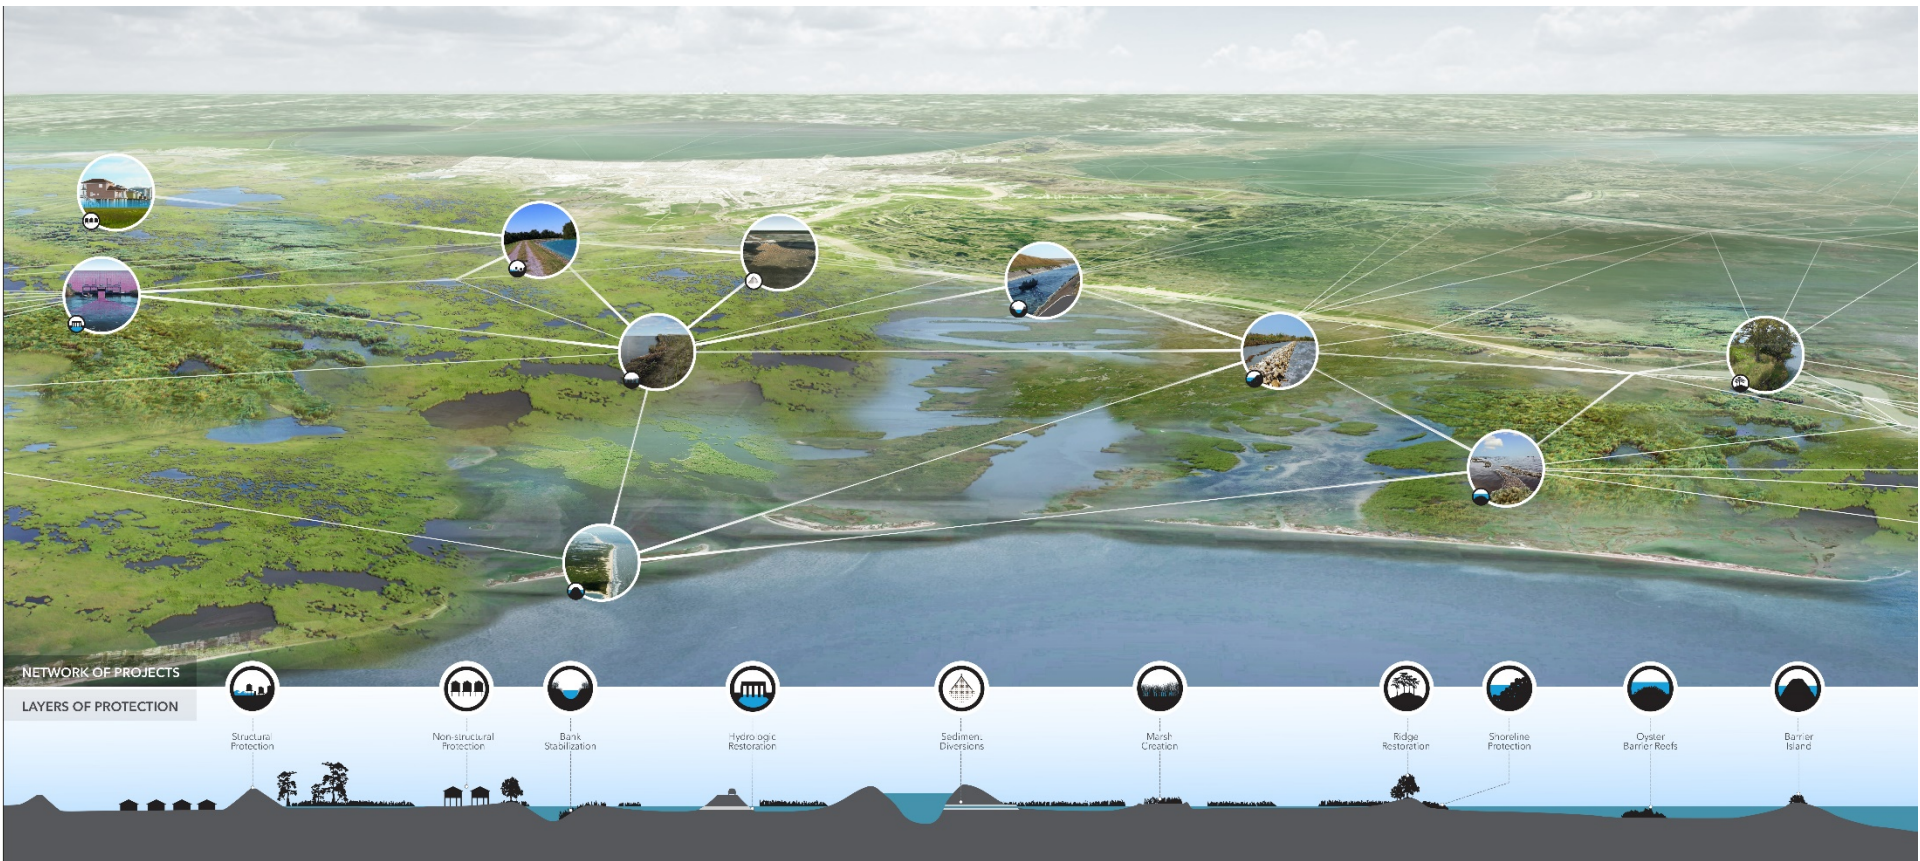 NETWORK OF PROJECTS
LAYERS OF PROTECTION
Structural
Protection
Non-structural
Protection
Bank
Stabilization
Hydrologic
Restoration
Sediment
Diversions
Marsh
Creation
Ridge
Restoration
Shoreline
Protection
Oyster
Barrier Reefs
Barrier
Island